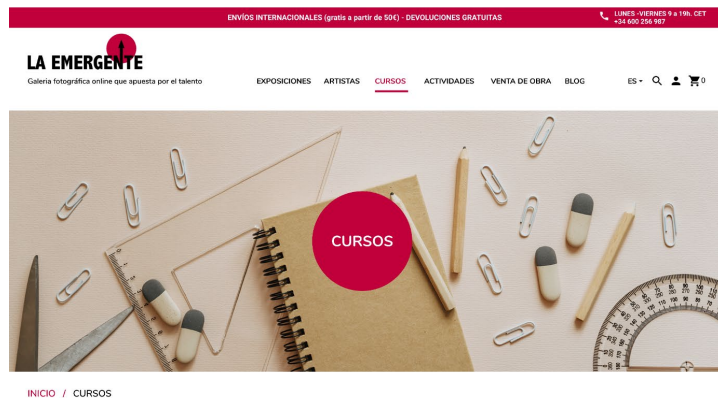 ENVÍOS INTERNACIONALES (gratis a partir de 50€) - DEVOLUCIONES GRATUITAS
LUNES -VIERNES 9 a 19h. CET
+34 600 256 987
LA EMERGENTE
Galería fotográfica online que apuesta por el talento
EXPOSICIONES ARTISTAS CURSOS ACTIVIDADES VENTA DE OBRA BLOG ES 0
CURSOS
INICIO / CURSOS